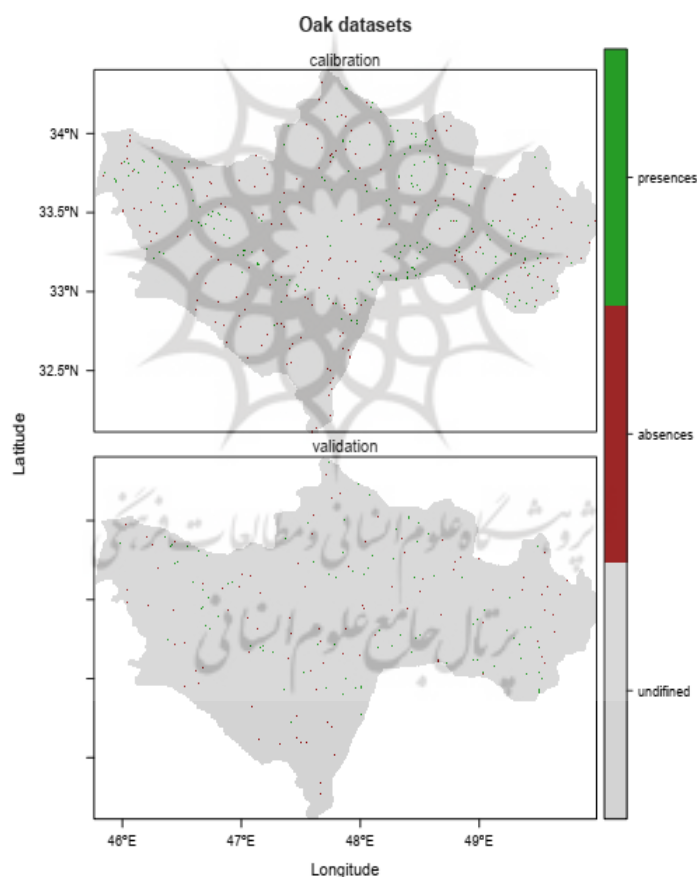 Oak datasets
calibration
34°N
33.5°N
33°N
32.5°N
Latitude
validation
پژوهشگاه علوم انسانی و مطالعات فرهنگی
پرتال جامع علوم انسانی
46°E
47°E
48°E
49°E
Longitude
presences
absences
undifined